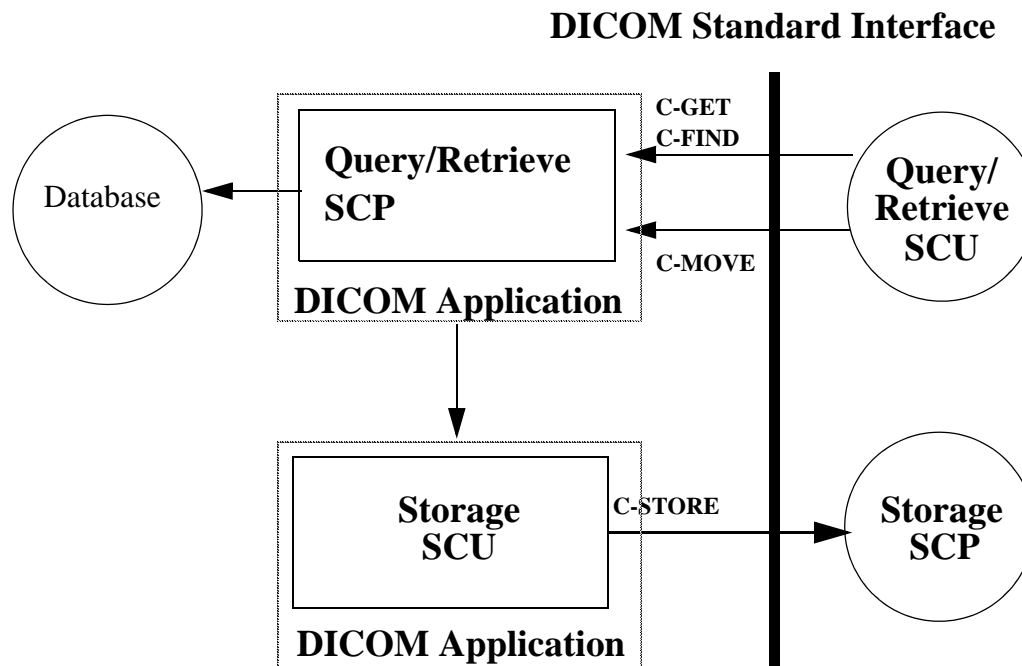 DICOM Standard Interface
C-GET
C-FIND
Query/Retrieve
SCP
Database
Query/
Retrieve
SCU
C-MOVE
DICOM Application
Storage
SCU
C-STORE
Storage
SCP
DICOM Application